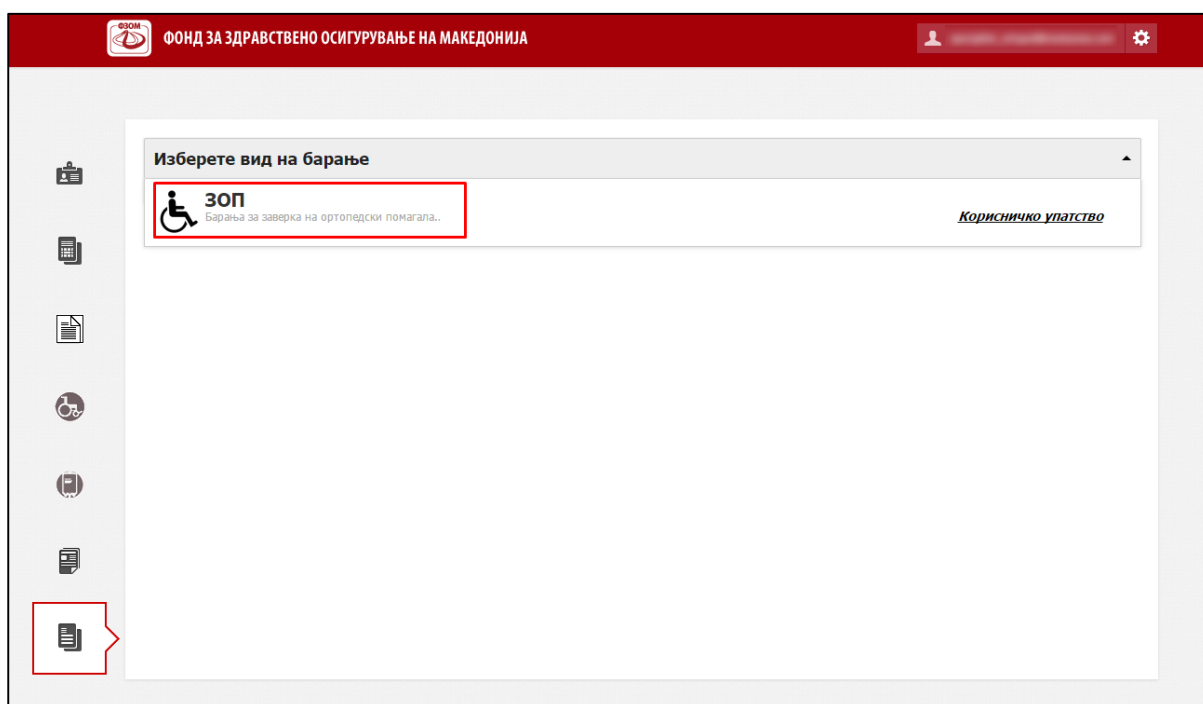 ФЗОМ
ФОНД ЗА ЗДРАВСТВЕНО ОСИГУРУВАЊЕ НА МАКЕДОНИЈА
Изберете вид на барање
ЗОП
Барања за заверка на ортопедски помагала..
Корисничко упатство